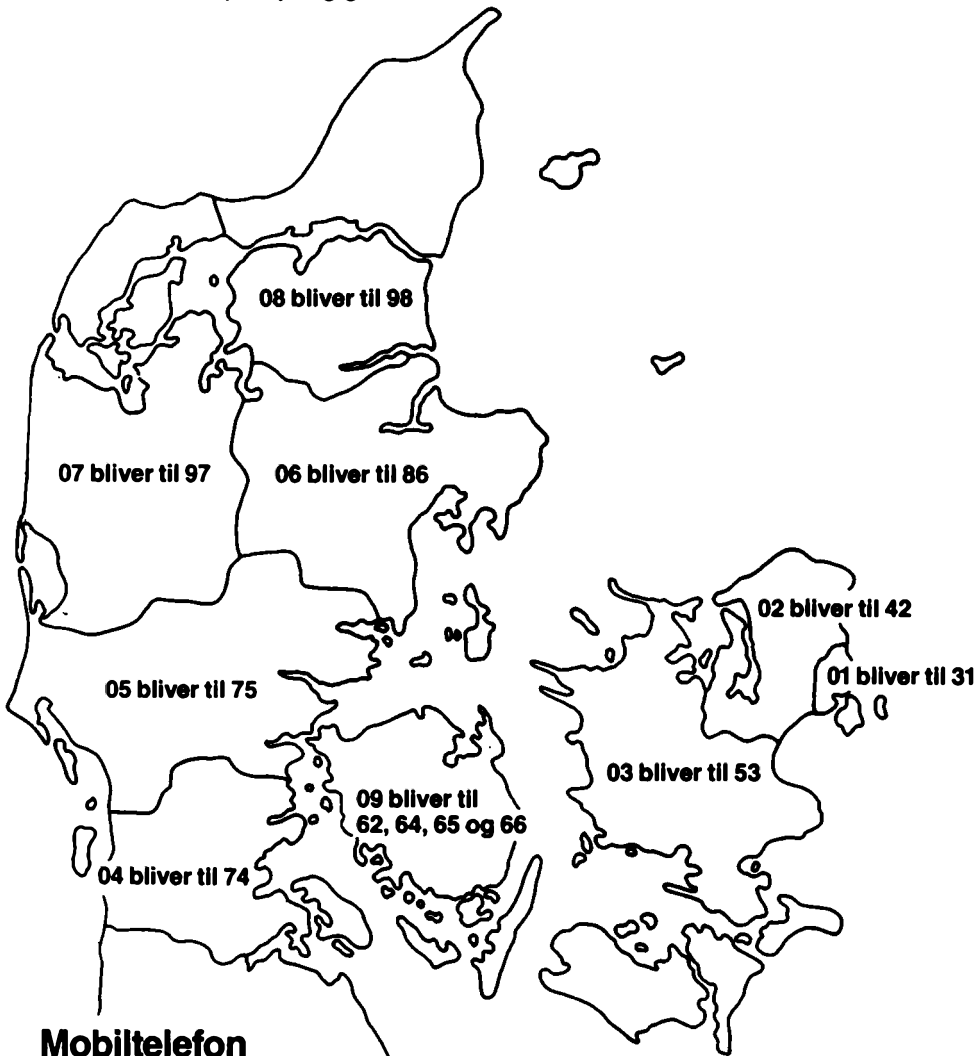 08 bliver til 98
07 bliver til 97
06 bliver til 86
02 bliver til 42
01 bliver til 31
05 bliver til 75
03 bliver til 53
09 bliver til
62, 64, 65 og 66
04 bliver til 74
Mobiltelefon